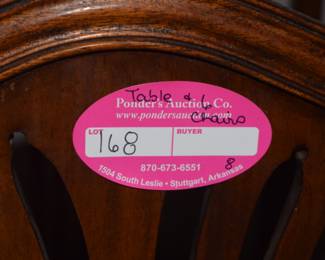 Table & 6
Ponder's Auction Co.
www.pondersauction.com
Chairs
LOT 168 BUYER
870-673-6551
8
1504 South Leslie • Stuttgart, Arkansas